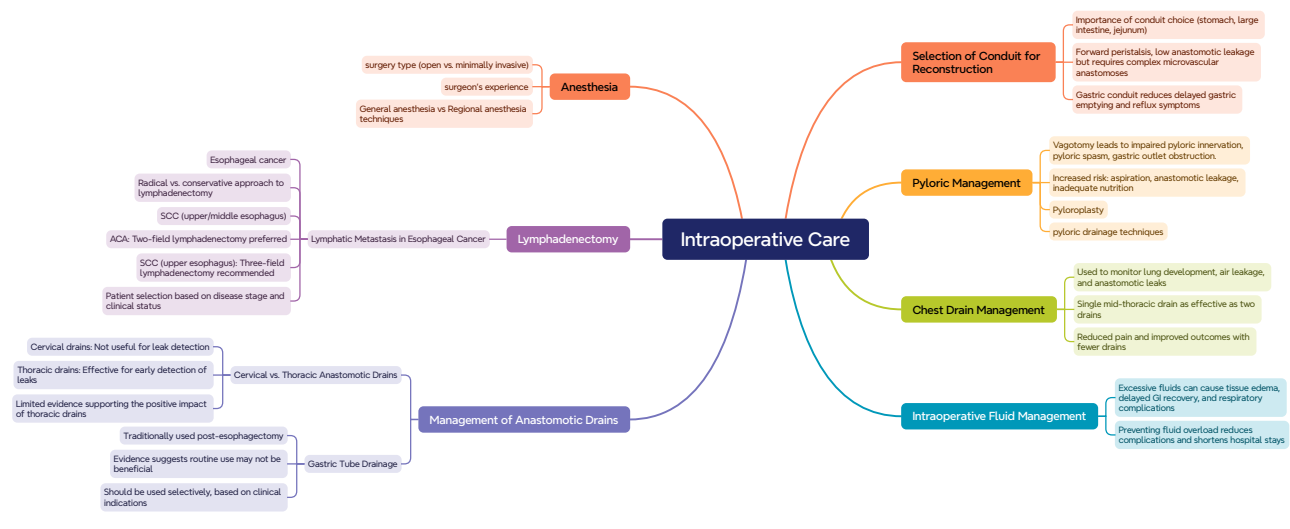 Intraoperative Care
Selection of Conduit for
Reconstruction
Importance of conduit choice (stomach, large
intestine, jejunum)
Forward peristalsis, low anastomotic leakage
but requires complex microvascular
anastomoses
Gastric conduit reduces delayed gastric
emptying and reflux symptoms
Pyloric Management
Vagotomy leads to impaired pyloric innervation,
pyloric spasm, gastric outlet obstruction.
Increased risk: aspiration, anastomotic leakage,
inadequate nutrition
Pyloroplasty
pyloric drainage techniques
Chest Drain Management
Used to monitor lung development, air leakage,
and anastomotic leaks
Single mid-thoracic drain as effective as two
drains
Reduced pain and improved outcomes with
fewer drains
Intraoperative Fluid Management
Excessive fluids can cause tissue edema,
delayed GI recovery, and respiratory
complications
Preventing fluid overload reduces
complications and shortens hospital stays
Anesthesia
surgery type (open vs. minimally invasive)
surgeon's experience
General anesthesia vs Regional anesthesia
techniques
Lymphadenectomy
Lymphatic Metastasis in Esophageal Cancer
Esophageal cancer
Radical vs. conservative approach to
lymphadenectomy
SCC (upper/middle esophagus)
ACA: Two-field lymphadenectomy preferred
SCC (upper esophagus): Three-field
lymphadenectomy recommended
Patient selection based on disease stage and
clinical status
Management of Anastomotic Drains
Cervical vs. Thoracic Anastomotic Drains
Cervical drains: Not useful for leak detection
Thoracic drains: Effective for early detection of
leaks
Limited evidence supporting the positive impact
of thoracic drains
Gastric Tube Drainage
Traditionally used post-esophagectomy
Evidence suggests routine use may not be
beneficial
Should be used selectively, based on clinical
indications